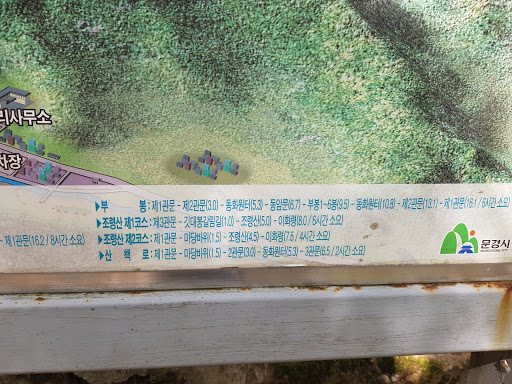 리사무소
차장
▶부 봉: 제1관문 - 제2관문(3.0) - 동화원터(5.3) - 동암문(6.7) - 부봉1~6봉(9.5) - 동화원터(10.8) - 제2관문(13.1) - 제1관문(16.1 / 6시간 소요)
▶조령산 제1코스: 제3관문 - 깃대봉갈림길(1.0) - 조령산(5.0) - 이화령(8.0 / 6시간 소요)
- 제1관문(16.2 / 8시간 소요) ▶조령산 제2코스: 제1관문 - 마당바위(1.5) - 조령산(4.5) - 이화령(7.5 / 4시간 소요)
▶산 책 로: 제1관문 - 마당바위(1.5) - 2관문(3.0) - 동화원터(5.3) - 3관문(6.5 / 2시간 소요)
문경시